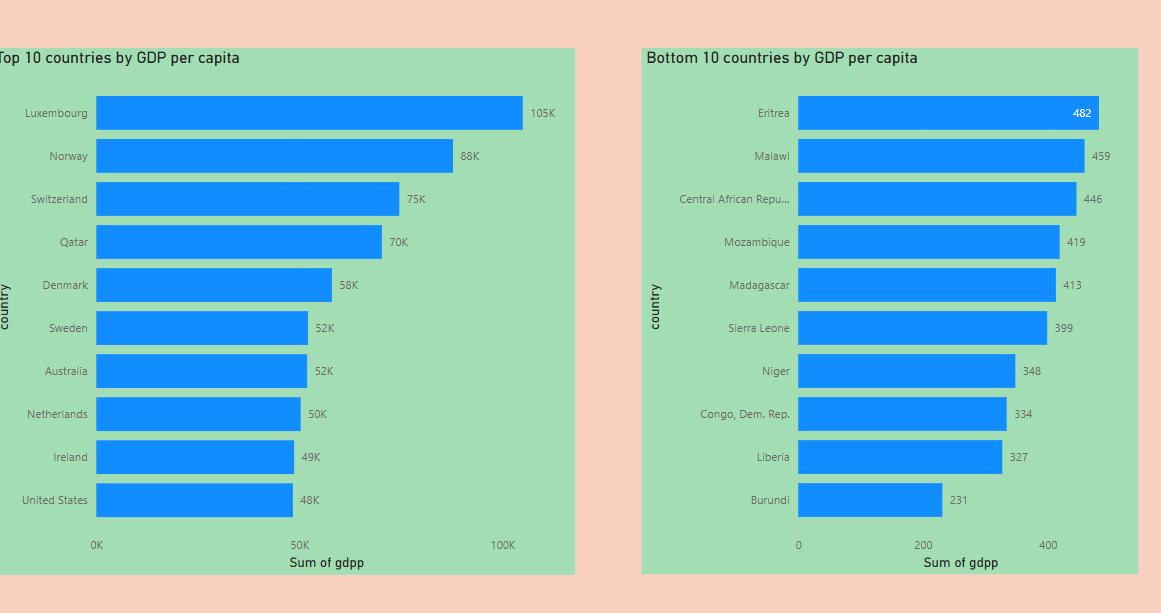 Top 10 countries by GDP per capita
country
Luxembourg 105K
Norway 88K
Switzerland 75K
Qatar 70K
Denmark 58K
Sweden 52K
Australia 52K
Netherlands 50K
Ireland 49K
United States 48K
0K 50K 100K
Sum of gdpp
Bottom 10 countries by GDP per capita
country
Eritrea 482
Malawi 459
Central African Repu... 446
Mozambique 419
Madagascar 413
Sierra Leone 399
Niger 348
Congo, Dem. Rep. 334
Liberia 327
Burundi 231
0 200 400
Sum of gdpp